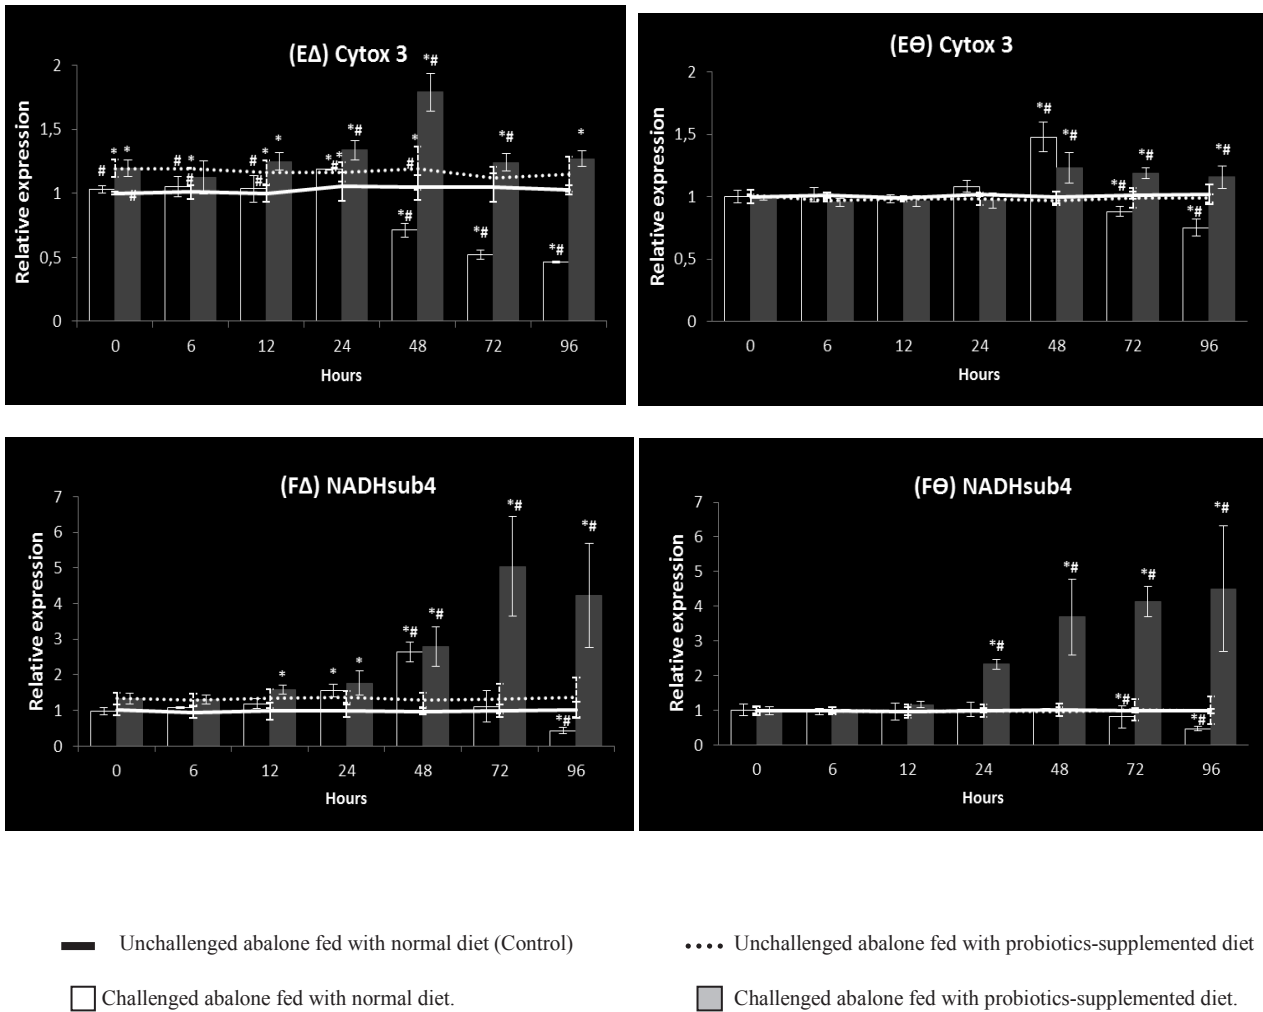 (EΔ) Cytox 3
Relative expression
2
1,5
1
0,5
0
# * * # # * # # * # * *# * *# * # *# *# *# *# * *#
0 6 12 24 48 72 96
Hours
(EΘ) Cytox 3
Relative expression
2
1,5
1
0,5
0
*# *# *# *# *# *#
0 6 12 24 48 72 96
Hours
(FΔ) NADHsub4
Relative expression
7
6
5
4
3
2
1
0
* * * *# *# *# *# *#
0 6 12 24 48 72 96
Hours
(FΘ) NADHsub4
Relative expression
7
6
5
4
3
2
1
0
*# *# *# *# *# *#
0 6 12 24 48 72 96
Hours
Unchallenged abalone fed with normal diet (Control)
Unchallenged abalone fed with probiotics-supplemented diet
Challenged abalone fed with normal diet.
Challenged abalone fed with probiotics-supplemented diet.